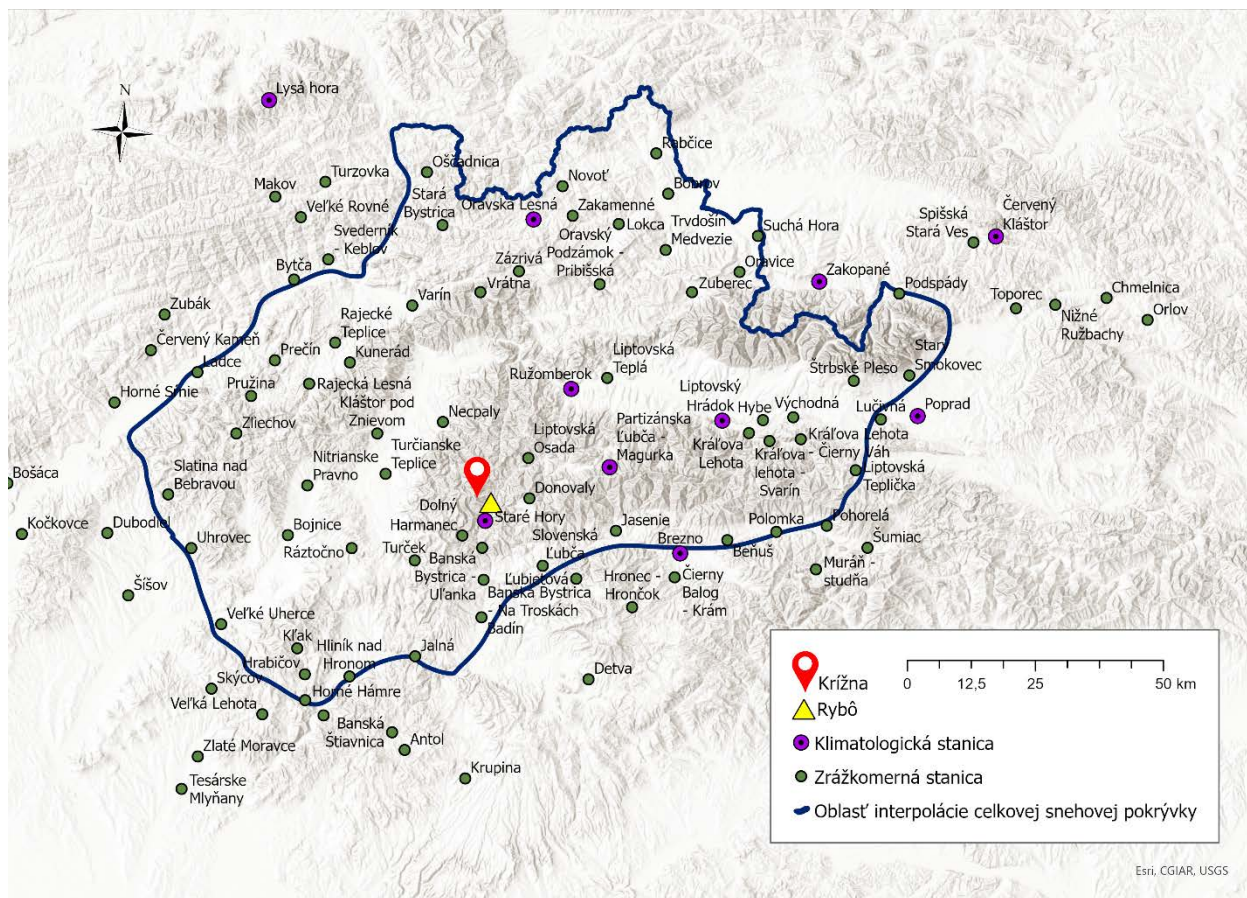 N
Lysá hora
Rabčice
Oščadnica
Turzovka
Novoť
Makov
Stará
Bystrica
Oravská Lesná
Bobrov
Veľké Rovné
Zakamenné
Lokca
Červený
Kláštor
Spišská
Stará Ves
Svederník
- Keblov
Oravský
Podzámok -
Pribišská
Trvdošín
Medvezie
Suchá Hora
Zázrivá
Oravice
Bytča
Vrátna
Zuberec
Zakopané
Podspády
Chmelnica
Toporec
Nižné
Ružbachy
Orlov
Zubák
Varín
Rajecké
Teplice
Červený Kameň
Prečín
Kunerád
Liptovská
Teplá
Starý
Smokovec
Ladce
Pružina
Rajecká Lesná
Ružomberok
Štrbské Pleso
Horné Srnie
Kláštor pod
Znievom
Necpaly
Partizánska
Ľubča -
Magurka
Liptovský
Hrádok
Hybe
Východná
Lučivná
Poprad
Zliechov
Turčianske
Teplice
Liptovská
Osada
Kráľova
Lehota
Kráľova
lehota -
Svarín
Kráľova Lehota
- Čierny Váh
Nitrianske
Pravno
Slatina nad
Bebravou
Liptovská
Teplička
Bošáca
Donovaly
Dolný
Harmanec
Staré Hory
Kočkovce
Dubodiel
Uhrovec
Bojnice
Ráztočno
Turček
Slovenská
Ľubča
Jasenie
Brezno
Beňuš
Polomka
Pohorelá
Šumiac
Banská
Bystrica -
Uľanka
Ľubietová
Hronec -
Hrončok
Čierny
Balog
- Krám
Muráň -
studňa
Šišov
Banská Bystrica
- Na Troskách
Badín
Veľké Uherce
Kľak
Hrabičov
Hliník nad
Hronom
Jalná
Detva
Skýcov
Horné Hámre
Veľká Lehota
Banská
Štiavnica
Antol
Zlaté Moravce
Krupina
Tesárske
Mlyňany
Krížna
0 12,5 25 50 km
Rybô
Klimatologická stanica
Zrážkomerná stanica
Oblasť interpolácie celkovej snehovej pokrývky
Esri, CGIAR, USGS